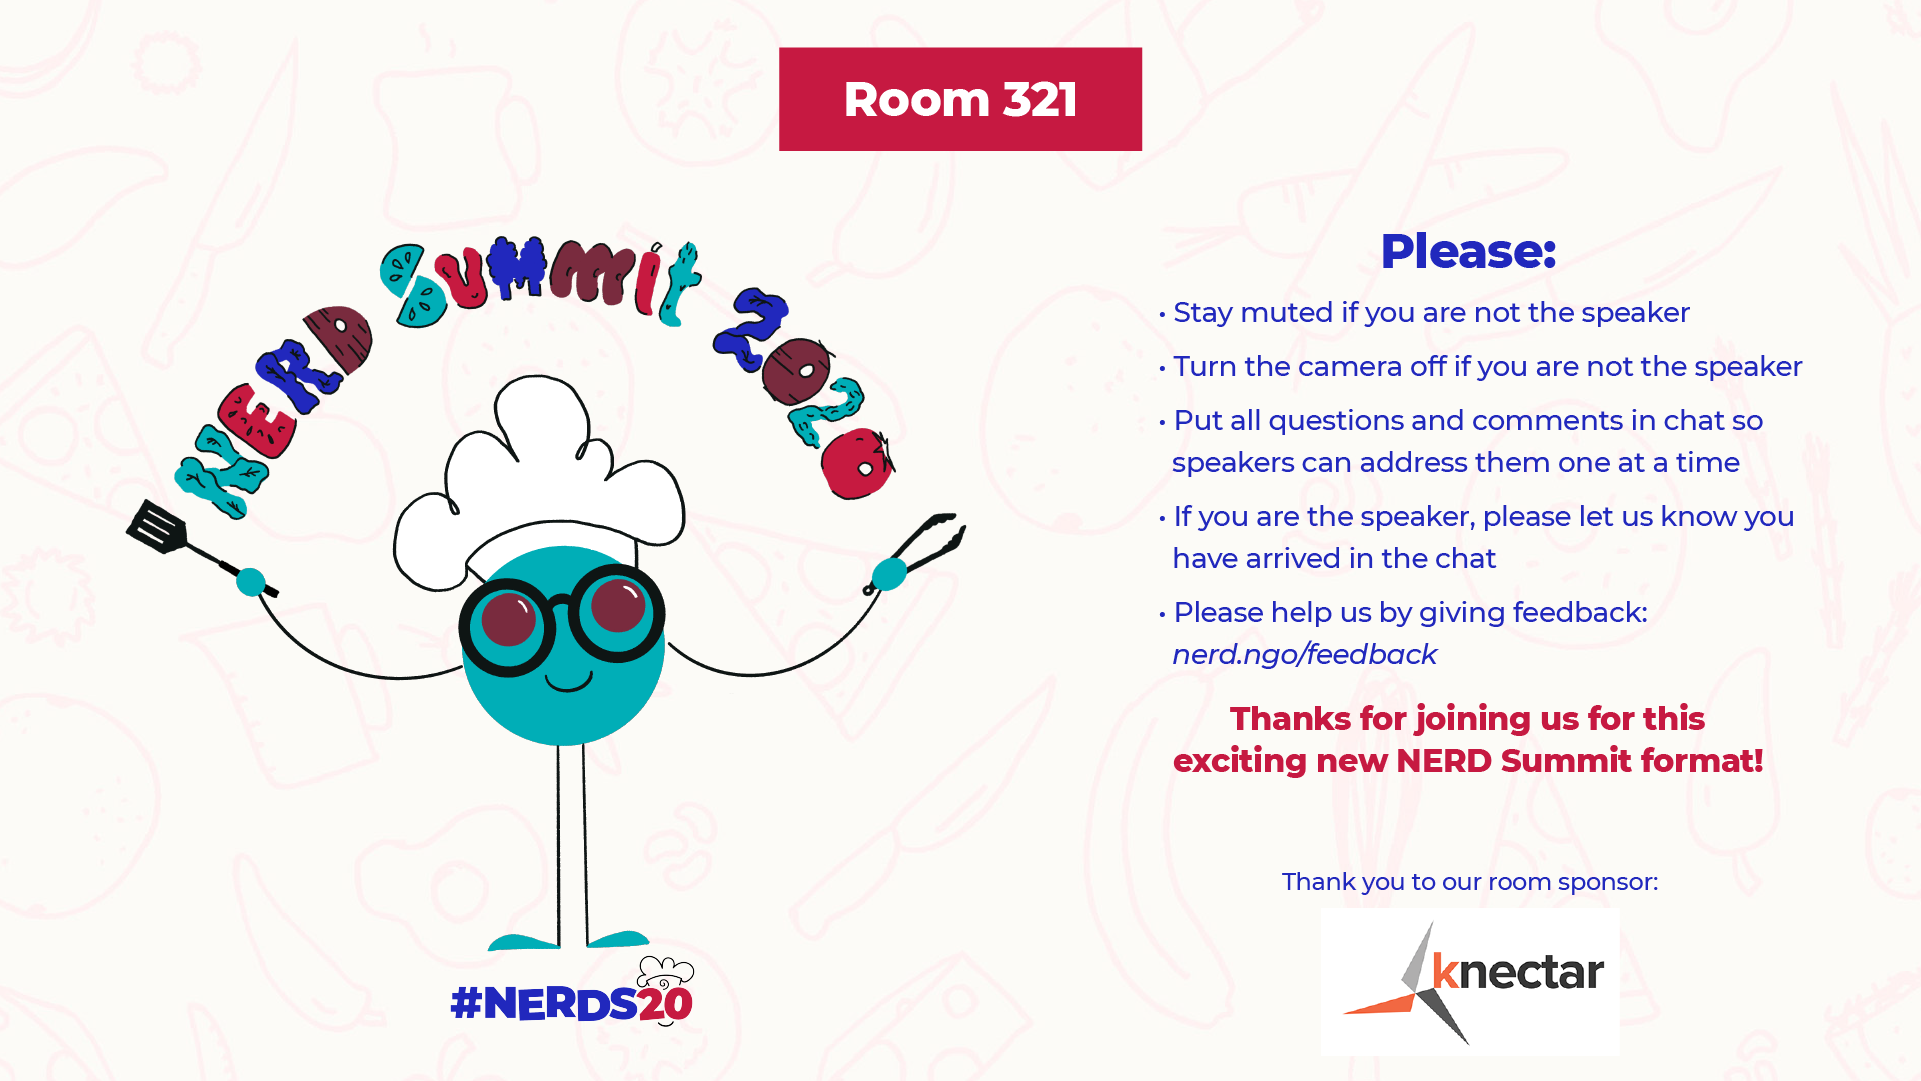 Room 321
NERD Summit 2020
Please:
• Stay muted if you are not the speaker
• Turn the camera off if you are not the speaker
• Put all questions and comments in chat so
speakers can address them one at a time
• If you are the speaker, please let us know you
have arrived in the chat
• Please help us by giving feedback:
nerd.ngo/feedback
Thanks for joining us for this
exciting new NERD Summit format!
Thank you to our room sponsor:
knectar
#NERDS20